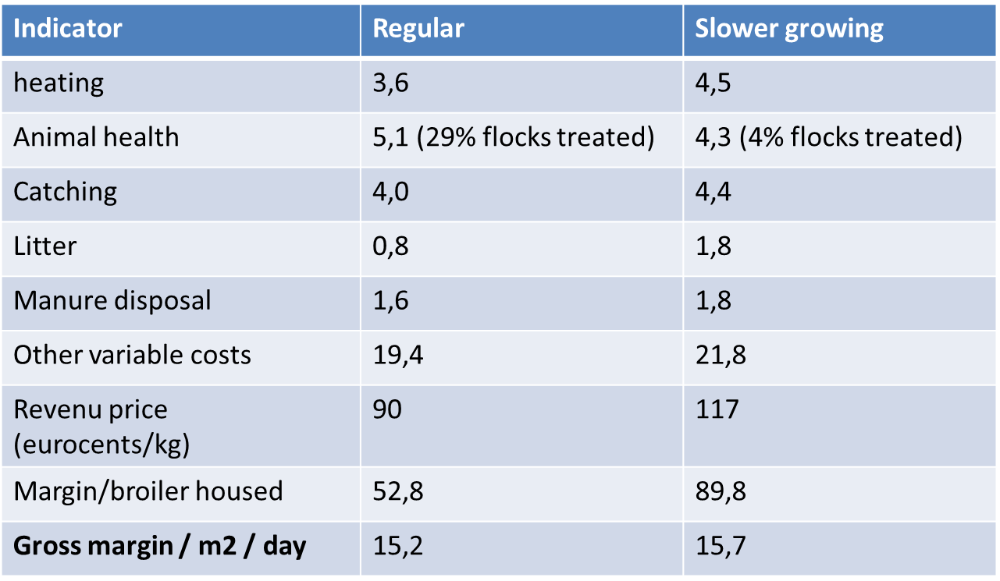 Indicator Regular Slower growing
heating 3,6 4,5
Animal health 5,1 (29% flocks treated) 4,3 (4% flocks treated)
Catching 4,0 4,4
Litter 0,8 1,8
Manure disposal 1,6 1,8
Other variable costs 19,4 21,8
Revenu price 90 117
(eurocents/kg)
Margin/broiler housed 52,8 89,8
Gross margin / m2 / day 15,2 15,7